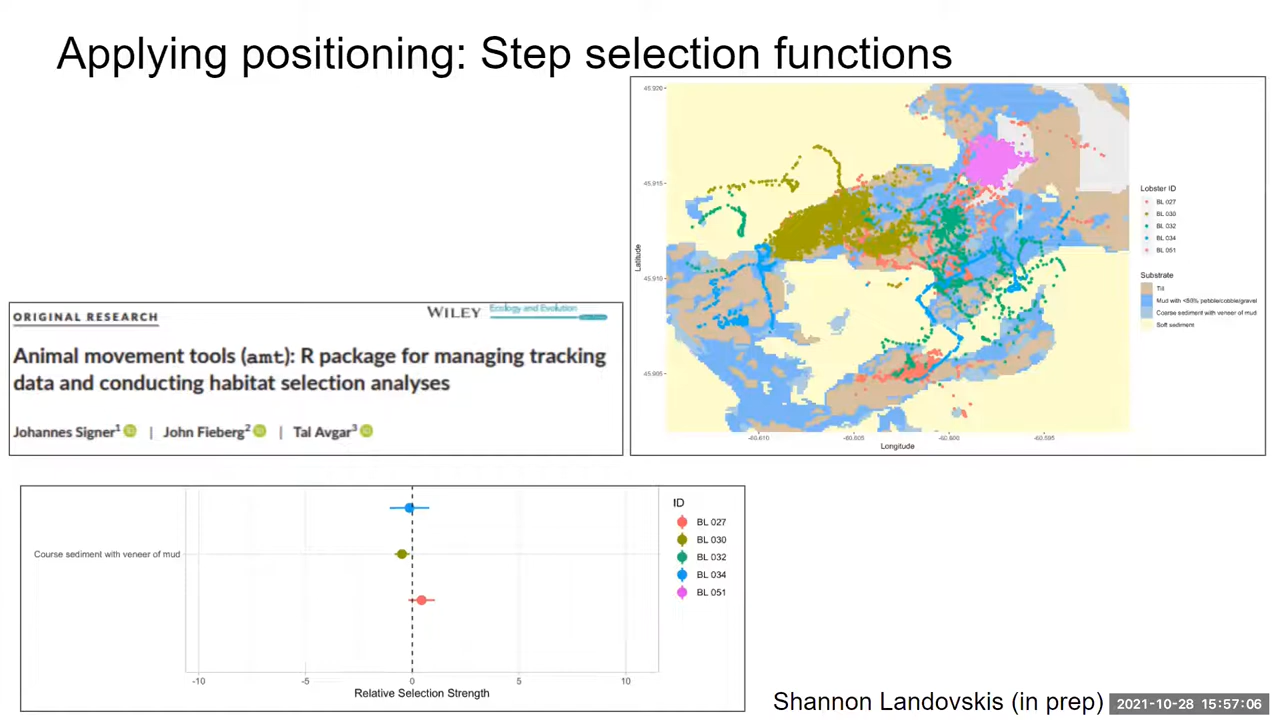 Applying positioning: Step selection functions
ORIGINAL RESEARCH
WILEY Ecology and Evolution
Animal movement tools (amt): R package for managing tracking
data and conducting habitat selection analyses
Johannes Signer1 | John Fieberg2 | Tal Avgar3
45.920
45.915
45.915
45.905
Latitude
-60.610
-60.605
-60.600
-60.595
Longitude
Lobster ID
BL 027
BL 030
BL 032
BL 034
BL 051
Substrate
Till
Mud with <80% pebble/cobble/gravel
Coarse sediment with veneer of mud
Soft sediment
Course sediment with veneer of mud
-10
-5
0
5
10
Relative Selection Strength
ID
BL 027
BL 030
BL 032
BL 034
BL 051
Shannon Landovskis (in prep)
2021-10-28 15:57:06